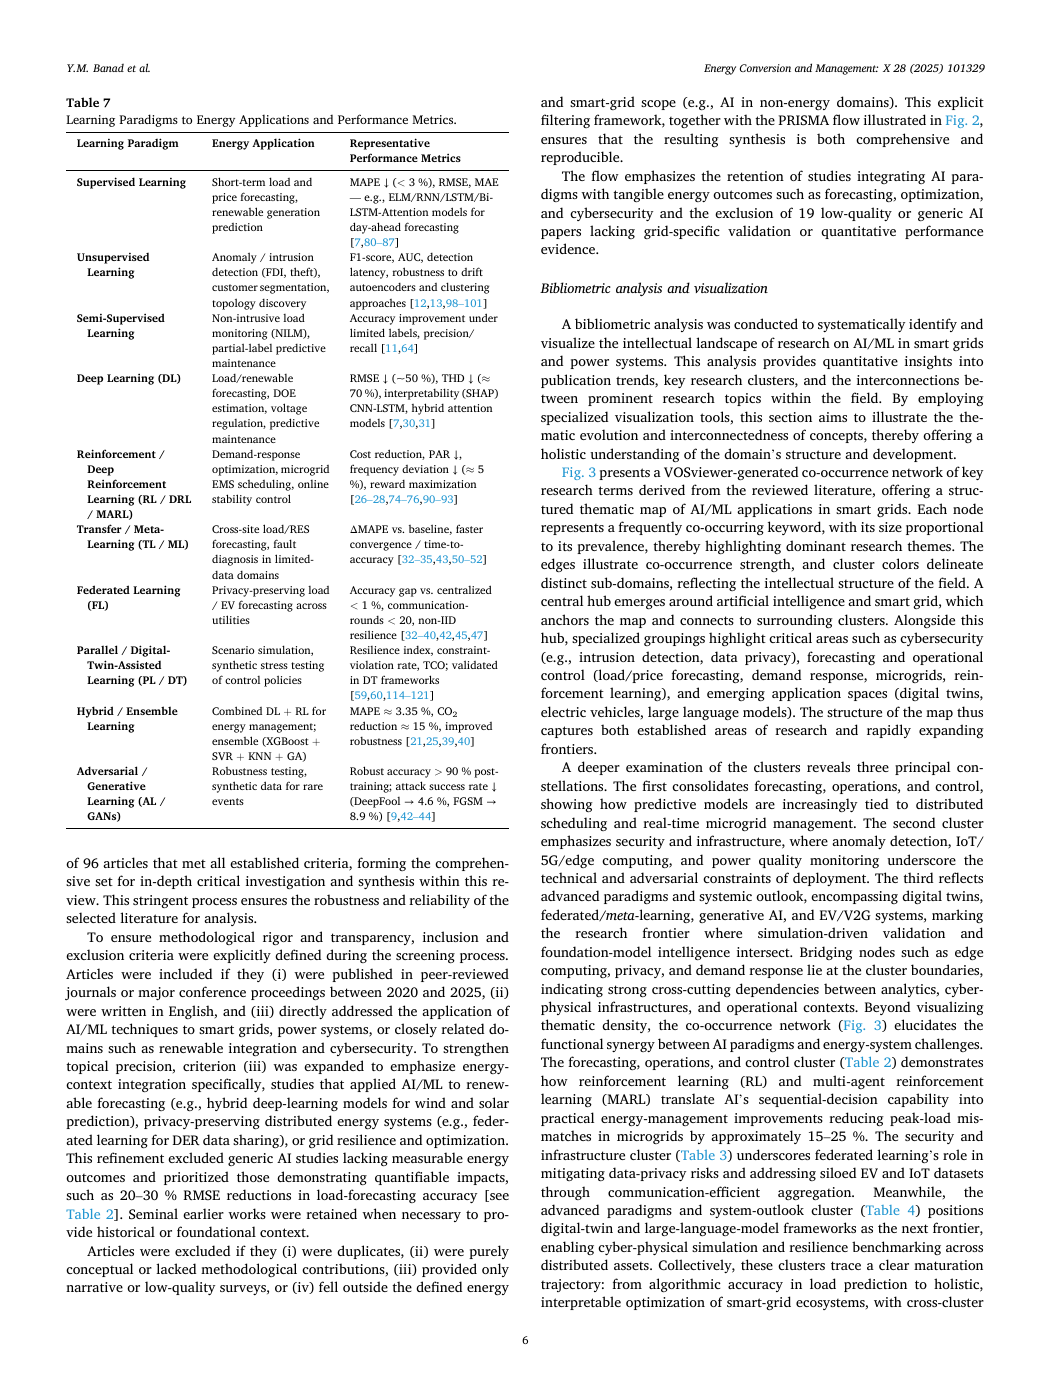 Y.M. Banad et al.
Energy Conversion and Management: X 28 (2025) 101329
Table 7
Learning Paradigms to Energy Applications and Performance Metrics.
Learning Paradigm Energy Application Representative
Performance Metrics
Supervised Learning Short-term load and MAPE ↓ (< 3 %), RMSE, MAE
price forecasting, — e.g., ELM/RNN/LSTM/Bi-
renewable generation LSTM-Attention models for
prediction day-ahead forecasting
[7,80–87]
Unsupervised Anomaly / intrusion F1-score, AUC, detection
Learning detection (FDI, theft), latency, robustness to drift
customer segmentation, autoencoders and clustering
topology discovery approaches [12,13,98–101]
Semi-Supervised Non-intrusive load Accuracy improvement under
Learning monitoring (NILM), limited labels, precision/
partial-label predictive recall [11,64]
maintenance
Deep Learning (DL) Load/renewable RMSE ↓ (~50 %), THD ↓ (≈
forecasting, DOE 70 %), interpretability (SHAP)
estimation, voltage CNN-LSTM, hybrid attention
regulation, predictive models [7,30,31]
maintenance
Reinforcement / Demand-response Cost reduction, PAR ↓,
Deep optimization, microgrid frequency deviation ↓ (≈ 5
Reinforcement EMS scheduling, online %), reward maximization
Learning (RL / DRL stability control [26–28,74–76,90–93]
/ MARL)
Transfer / Meta- Cross-site load/RES ΔMAPE vs. baseline, faster
Learning (TL / ML) forecasting, fault convergence / time-to-
diagnosis in limited- accuracy [32–35,43,50–52]
data domains
Federated Learning Privacy-preserving load Accuracy gap vs. centralized
(FL) / EV forecasting across < 1 %, communication-
utilities rounds < 20, non-IID
resilience [32–40,42,45,47]
Parallel / Digital- Scenario simulation, Resilience index, constraint-
Twin-Assisted synthetic stress testing violation rate, TCO; validated
Learning (PL / DT) of control policies in DT frameworks
[59,60,114–121]
Hybrid / Ensemble Combined DL + RL for MAPE ≈ 3.35 %, CO₂
Learning energy management; reduction ≈ 15 %, improved
ensemble (XGBoost + robustness [21,25,39,40]
SVR + KNN + GA)
Adversarial / Robustness testing, Robust accuracy > 90 % post-
Generative synthetic data for rare training; attack success rate ↓
Learning (AL / events (DeepFool → 4.6 %, FGSM →
GANs) 8.9 %) [9,42–44]
of 96 articles that met all established criteria, forming the comprehen-
sive set for in-depth critical investigation and synthesis within this re-
view. This stringent process ensures the robustness and reliability of the
selected literature for analysis.
To ensure methodological rigor and transparency, inclusion and
exclusion criteria were explicitly defined during the screening process.
Articles were included if they (i) were published in peer-reviewed
journals or major conference proceedings between 2020 and 2025, (ii)
were written in English, and (iii) directly addressed the application of
AI/ML techniques to smart grids, power systems, or closely related do-
mains such as renewable integration and cybersecurity. To strengthen
topical precision, criterion (iii) was expanded to emphasize energy-
context integration specifically, studies that applied AI/ML to renew-
able forecasting (e.g., hybrid deep-learning models for wind and solar
prediction), privacy-preserving distributed energy systems (e.g., feder-
ated learning for DER data sharing), or grid resilience and optimization.
This refinement excluded generic AI studies lacking measurable energy
outcomes and prioritized those demonstrating quantifiable impacts,
such as 20–30 % RMSE reductions in load-forecasting accuracy [see
Table 2]. Seminal earlier works were retained when necessary to pro-
vide historical or foundational context.
Articles were excluded if they (i) were duplicates, (ii) were purely
conceptual or lacked methodological contributions, (iii) provided only
narrative or low-quality surveys, or (iv) fell outside the defined energy
and smart-grid scope (e.g., AI in non-energy domains). This explicit
filtering framework, together with the PRISMA flow illustrated in Fig. 2,
ensures that the resulting synthesis is both comprehensive and
reproducible.
The flow emphasizes the retention of studies integrating AI para-
digms with tangible energy outcomes such as forecasting, optimization,
and cybersecurity and the exclusion of 19 low-quality or generic AI
papers lacking grid-specific validation or quantitative performance
evidence.
Bibliometric analysis and visualization
A bibliometric analysis was conducted to systematically identify and
visualize the intellectual landscape of research on AI/ML in smart grids
and power systems. This analysis provides quantitative insights into
publication trends, key research clusters, and the interconnections be-
tween prominent research topics within the field. By employing
specialized visualization tools, this section aims to illustrate the the-
matic evolution and interconnectedness of concepts, thereby offering a
holistic understanding of the domain's structure and development.
Fig. 3 presents a VOSviewer-generated co-occurrence network of key
research terms derived from the reviewed literature, offering a struc-
tured thematic map of AI/ML applications in smart grids. Each node
represents a frequently co-occurring keyword, with its size proportional
to its prevalence, thereby highlighting dominant research themes. The
edges illustrate co-occurrence strength, and cluster colors delineate
distinct sub-domains, reflecting the intellectual structure of the field. A
central hub emerges around artificial intelligence and smart grid, which
anchors the map and connects to surrounding clusters. Alongside this
hub, specialized groupings highlight critical areas such as cybersecurity
(e.g., intrusion detection, data privacy), forecasting and operational
control (load/price forecasting, demand response, microgrids, rein-
forcement learning), and emerging application spaces (digital twins,
electric vehicles, large language models). The structure of the map thus
captures both established areas of research and rapidly expanding
frontiers.
A deeper examination of the clusters reveals three principal con-
stellations. The first consolidates forecasting, operations, and control,
showing how predictive models are increasingly tied to distributed
scheduling and real-time microgrid management. The second cluster
emphasizes security and infrastructure, where anomaly detection, IoT/
5G/edge computing, and power quality monitoring underscore the
technical and adversarial constraints of deployment. The third reflects
advanced paradigms and systemic outlook, encompassing digital twins,
federated/meta-learning, generative AI, and EV/V2G systems, marking
the research frontier where simulation-driven validation and
foundation-model intelligence intersect. Bridging nodes such as edge
computing, privacy, and demand response lie at the cluster boundaries,
indicating strong cross-cutting dependencies between analytics, cyber-
physical infrastructures, and operational contexts. Beyond visualizing
thematic density, the co-occurrence network (Fig. 3) elucidates the
functional synergy between AI paradigms and energy-system challenges.
The forecasting, operations, and control cluster (Table 2) demonstrates
how reinforcement learning (RL) and multi-agent reinforcement
learning (MARL) translate AI's sequential-decision capability into
practical energy-management improvements reducing peak-load mis-
matches in microgrids by approximately 15–25 %. The security and
infrastructure cluster (Table 3) underscores federated learning's role in
mitigating data-privacy risks and addressing siloed EV and IoT datasets
through communication-efficient aggregation. Meanwhile, the
advanced paradigms and system-outlook cluster (Table 4) positions
digital-twin and large-language-model frameworks as the next frontier,
enabling cyber-physical simulation and resilience benchmarking across
distributed assets. Collectively, these clusters trace a clear maturation
trajectory: from algorithmic accuracy in load prediction to holistic,
interpretable optimization of smart-grid ecosystems, with cross-cluster
6